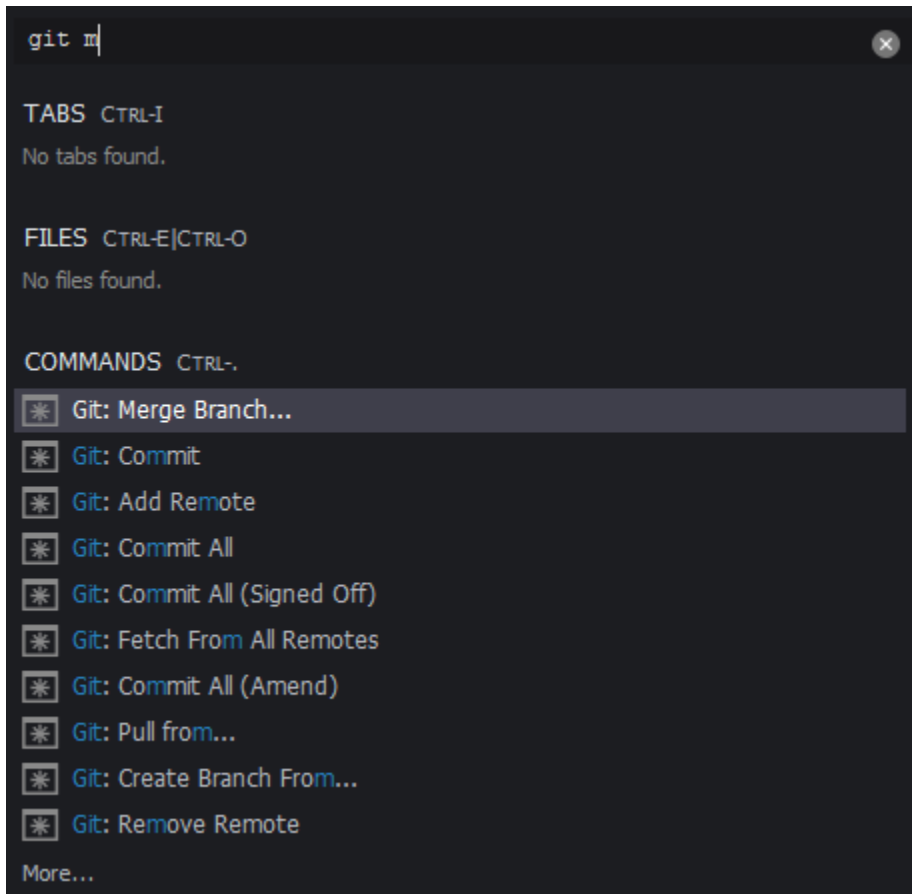 git m
TABS CTRL-I
No tabs found.
FILES CTRL-E|CTRL-O
No files found.
COMMANDS CTRL-.
Git: Merge Branch...
Git: Commit
Git: Add Remote
Git: Commit All
Git: Commit All (Signed Off)
Git: Fetch From All Remotes
Git: Commit All (Amend)
Git: Pull from...
Git: Create Branch From...
Git: Remove Remote
More...